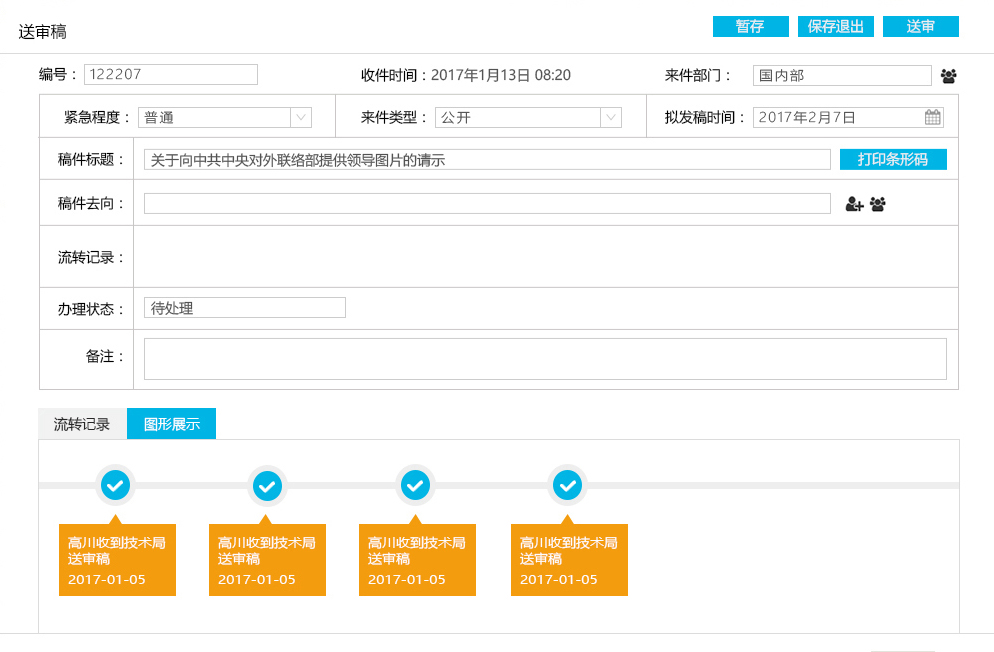 送审稿
暂存 保存退出 送审
编号： 122207 收件时间：2017年1月13日 08:20 来件部门： 国内部
紧急程度： 普通 来件类型： 公开 拟发稿时间： 2017年2月7日
稿件标题： 关于向中共中央对外联络部提供领导图片的请示 打印条形码
稿件去向：
流转记录：
办理状态： 待处理
备注：
流转记录 图形展示
高川收到技术局
送审稿
2017-01-05
高川收到技术局
送审稿
2017-01-05
高川收到技术局
送审稿
2017-01-05
高川收到技术局
送审稿
2017-01-05